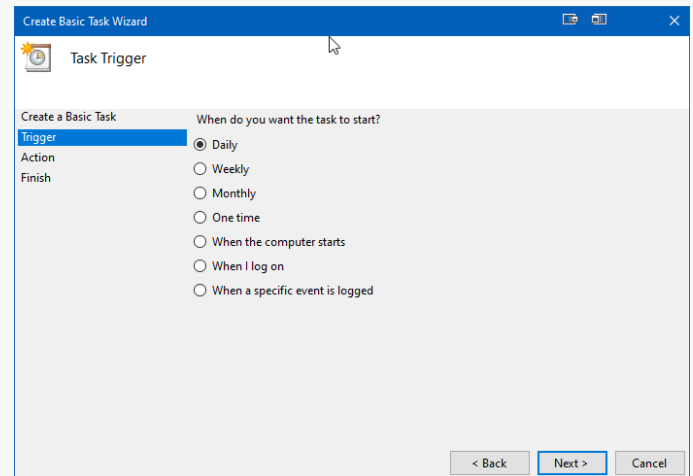 Create Basic Task Wizard
Task Trigger
Create a Basic Task
Trigger
Action
Finish
When do you want the task to start?
Daily
Weekly
Monthly
One time
When the computer starts
When I log on
When a specific event is logged
< Back
Next >
Cancel